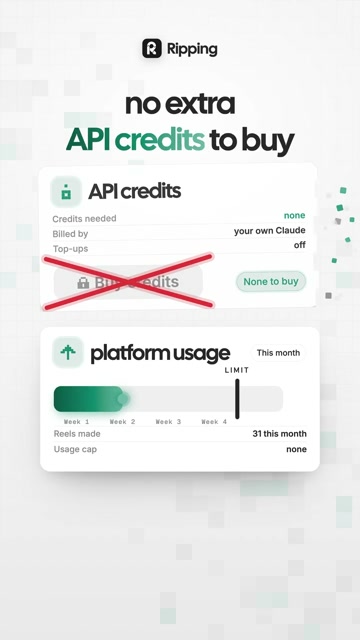 Ripping
no extra
API credits to buy
API credits
Credits needed none
Billed by your own Claude
Top-ups off
Buy credits
None to buy
platform usage This month
LIMIT
Week 1 Week 2 Week 3 Week 4
Reels made 31 this month
Usage cap none